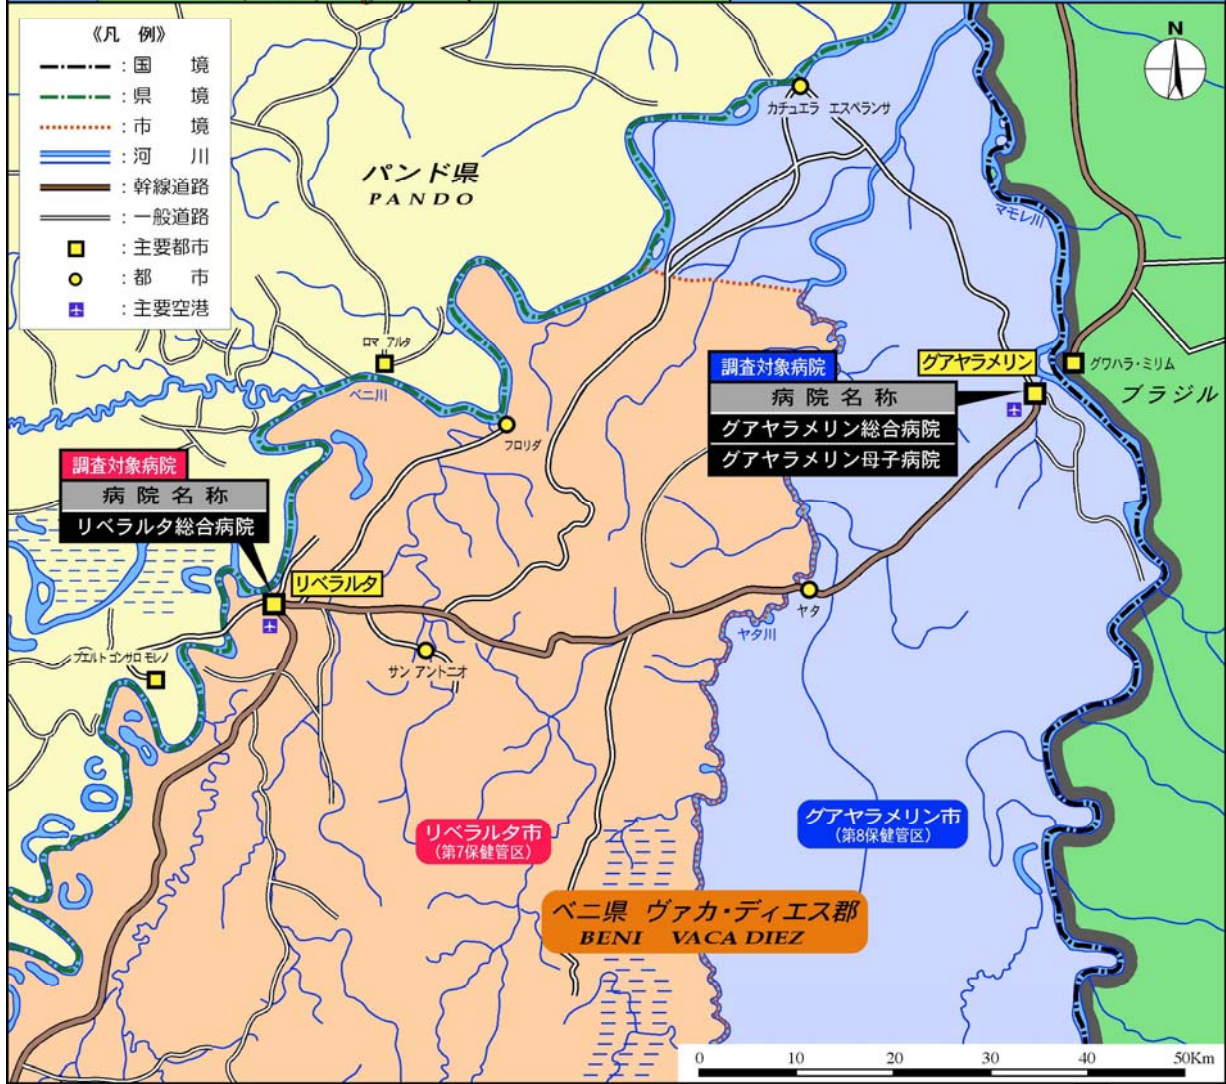 《凡 例》
:国 境
:県 境
:市 境
:河 川
:幹線道路
:一般道路
:主要都市
:都 市
:主要空港
N
カチュエラ エスペランサ
パンド県
PANDO
マモレ川
ロマ アルタ
ベニ川
フロリダ
グアヤラメリン
グワハラ・ミリム
ブラジル
調査対象病院
病院名称
グアヤラメリン総合病院
グアヤラメリン母子病院
調査対象病院
病院名称
リベラルタ総合病院
リベラルタ
ヤタ
ヤタ川
プエルト ゴンサロ モレノ
サン アントニオ
リベラルタ市
(第7保健管区)
グアヤラメリン市
(第8保健管区)
ベニ県 ヴァカ・ディエス郡
BENI VACA DIEZ
0 10 20 30 40 50Km